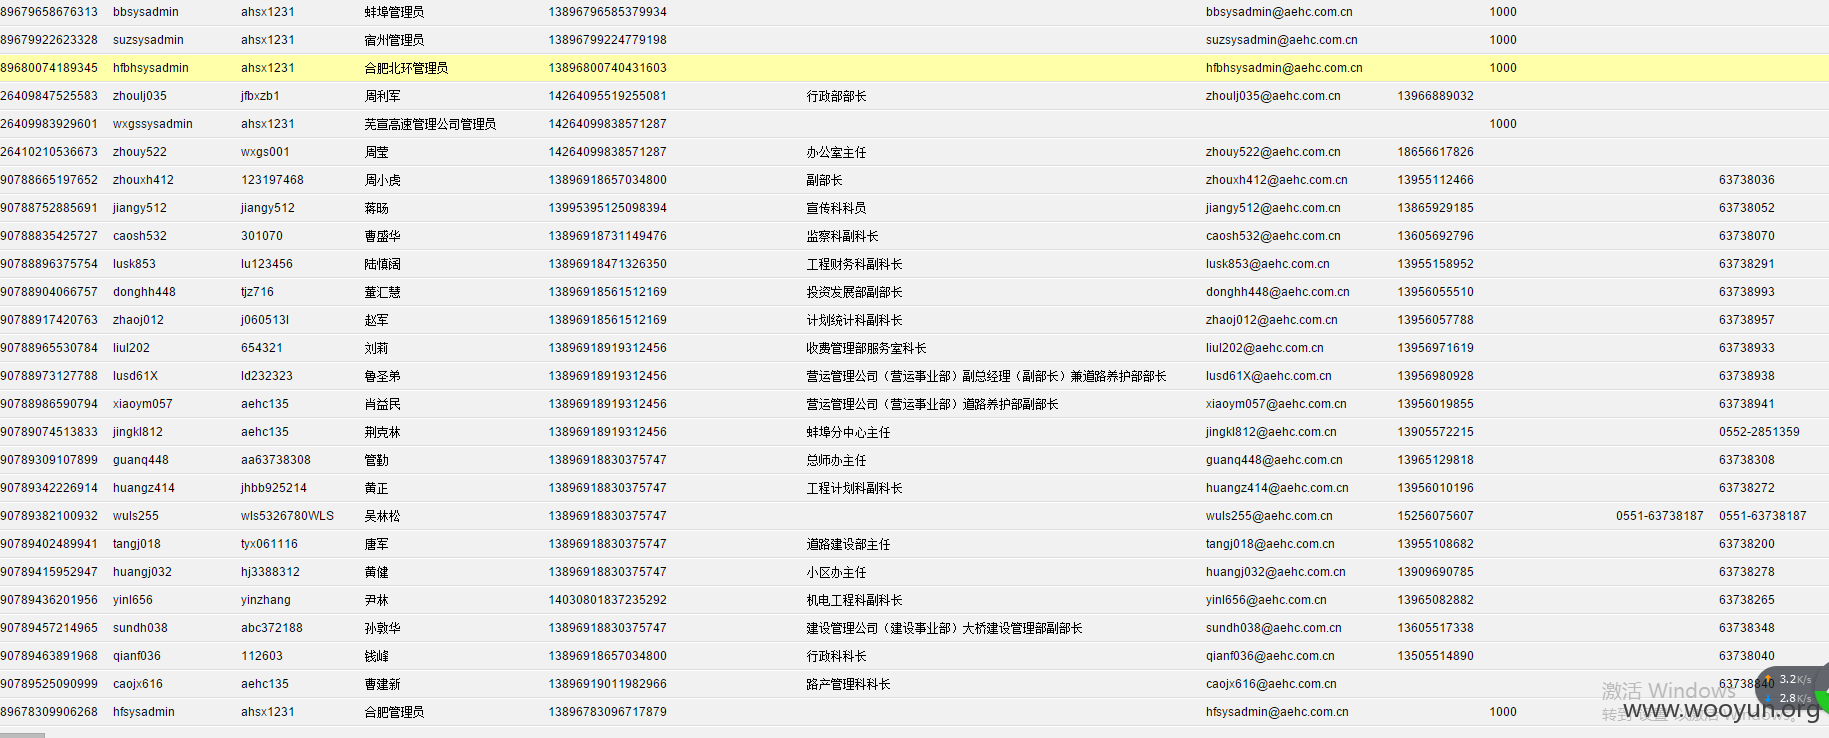 89679658676313 bbsysadmin ahsx1231 蚌埠管理员 13896796585379934 bbsysadmin@aehc.com.cn 1000
89679922623328 suzsysadmin ahsx1231 宿州管理员 13896799224779198 suzsysadmin@aehc.com.cn 1000
89680074189345 hfbhsysadmin ahsx1231 合肥北环管理员 13896800740431603 hfbhsysadmin@aehc.com.cn 1000
26409847525583 zhoulj035 jfbxzb1 周利军 14264095519255081 行政部部长 zhoulj035@aehc.com.cn 13966889032
26409983929601 wxgssysadmin ahsx1231 芜宣高速管理公司管理员 14264099838571287 1000
26410210536673 zhouy522 wxgs001 周莹 14264099838571287 办公室主任 zhouy522@aehc.com.cn 18656617826
90788665197652 zhouxh412 123197468 周小虎 13896918657034800 副部长 zhouxh412@aehc.com.cn 13955112466 63738036
90788752885691 jiangy512 jiangy512 蒋旸 13995395125098394 宣传科科员 jiangy512@aehc.com.cn 13865929185 63738052
90788835425727 caosh532 301070 曹盛华 13896918731149476 监察科副科长 caosh532@aehc.com.cn 13605692796 63738070
90788896375754 lusk853 lu123456 陆慎阔 13896918471326350 工程财务科副科长 lusk853@aehc.com.cn 13955158952 63738291
90788904066757 donghh448 tjz716 董汇慧 13896918561512169 投资发展部副部长 donghh448@aehc.com.cn 13956055510 63738993
90788917420763 zhaoj012 j060513l 赵军 13896918561512169 计划统计科副科长 zhaoj012@aehc.com.cn 13956057788 63738957
90788965530784 liul202 654321 刘莉 13896918919312456 收费管理部服务室科长 liul202@aehc.com.cn 13956971619 63738933
90788973127788 lusd61X ld232323 鲁圣弟 13896918919312456 营运管理公司（营运事业部）副总经理（副部长）兼道路养护部部长 lusd61X@aehc.com.cn 13956980928 63738938
90788986590794 xiaoym057 aehc135 肖益民 13896918919312456 营运管理公司（营运事业部）道路养护部副部长 xiaoym057@aehc.com.cn 13956019855 63738941
90789074513833 jingkl812 aehc135 荆克林 13896918919312456 蚌埠分中心主任 jingkl812@aehc.com.cn 13905572215 0552-2851359
90789309107899 guanq448 aa63738308 管勤 13896918830375747 总师办主任 guanq448@aehc.com.cn 13965129818 63738308
90789342226914 huangz414 jhbb925214 黄正 13896918830375747 工程计划科副科长 huangz414@aehc.com.cn 13956010196 63738272
90789382100932 wuls255 wls5326780WLS 吴林松 13896918830375747 wuls255@aehc.com.cn 15256075607 0551-63738187 0551-63738187
90789402489941 tangj018 tyx061116 唐军 13896918830375747 道路建设部主任 tangj018@aehc.com.cn 13955108682 63738200
90789415952947 huangj032 hj3388312 黄健 13896918830375747 小区办主任 huangj032@aehc.com.cn 13909690785 63738278
90789436201956 yinl656 yinzhang 尹林 14030801837235292 机电工程科副科长 yinl656@aehc.com.cn 13965082882 63738265
90789457214965 sundh038 abc372188 孙敦华 13896918830375747 建设管理公司（建设事业部）大桥建设管理部副部长 sundh038@aehc.com.cn 13605517338 63738348
90789463891968 qianf036 112603 钱峰 13896918657034800 行政科科长 qianf036@aehc.com.cn 13505514890 63738040
90789525090999 caojx616 aehc135 曹建新 13896919011982966 路产管理科科长 caojx616@aehc.com.cn 63738840
89678309906268 hfsysadmin ahsx1231 合肥管理员 13896783096717879 hfsysadmin@aehc.com.cn 1000
3.2K/s
2.8K/s
激活 Windows
转到"设置"以激活 Windows。
www.wooyun.org